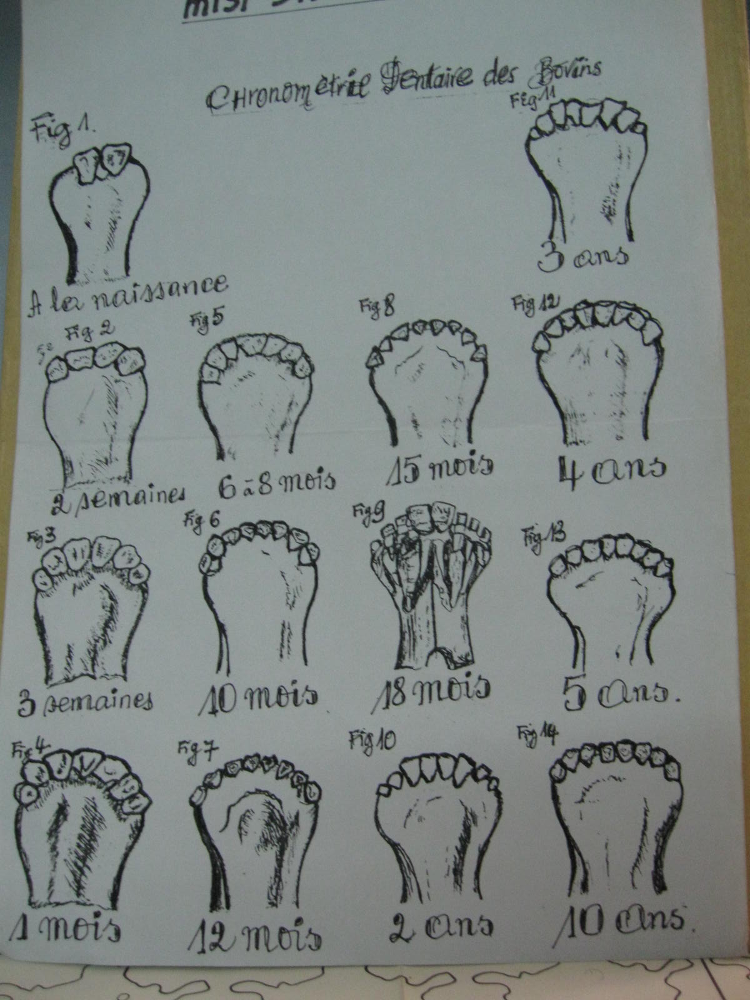 Chronomètrie Dentaire des Bovins
Fig 1.
A la naissance
Fig 2
2 semaines
Fig 3
3 semaines
Fig 4
1 mois
Fig 5
6 à 8 mois
Fig 6
10 mois
Fig 7
12 mois
Fig 8
15 mois
Fig 9
18 mois
Fig 10
2 ans
Fig 11
3 ans
Fig 12
4 ans
Fig 13
5 ans.
Fig 14
10 ans.